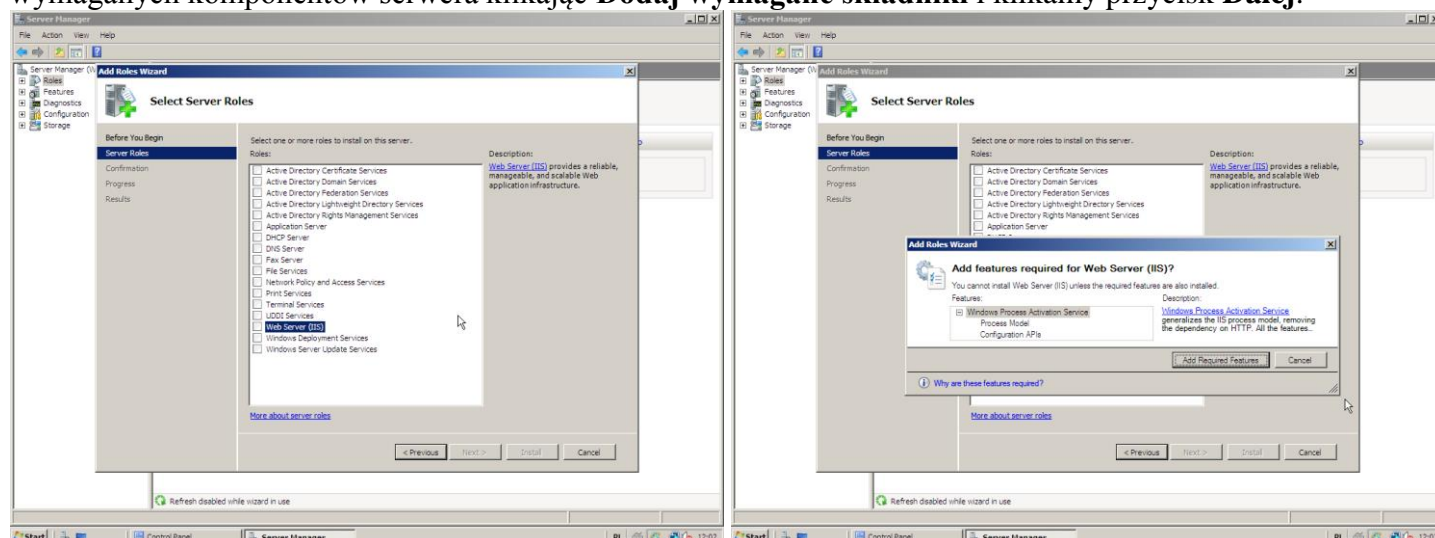 wymaganych komponentów serwera klikając Dodaj wymagane składniki i klikamy przycisk Dalej.
Server Manager
File Action View Help
Server Manager (W
Roles
Features
Diagnostics
Configuration
Storage
Add Roles Wizard
Select Server Roles
Before You Begin
Server Roles
Confirmation
Progress
Results
Select one or more roles to install on this server.
Roles:
Active Directory Certificate Services
Active Directory Domain Services
Active Directory Federation Services
Active Directory Lightweight Directory Services
Active Directory Rights Management Services
Application Server
DHCP Server
DNS Server
Fax Server
File Services
Network Policy and Access Services
Print Services
Terminal Services
UDDI Services
Web Server (IIS)
Windows Deployment Services
Windows Server Update Services
Description:
Web Server (IIS) provides a reliable,
manageable, and scalable Web
application infrastructure.
More about server roles
< Previous Next > Install Cancel
Refresh disabled while wizard in use
Start Control Panel Server Manager PL 12:02
Server Manager
File Action View Help
Server Manager (W
Roles
Features
Diagnostics
Configuration
Storage
Add Roles Wizard
Select Server Roles
Before You Begin
Server Roles
Confirmation
Progress
Results
Select one or more roles to install on this server.
Roles:
Active Directory Certificate Services
Active Directory Domain Services
Active Directory Federation Services
Active Directory Lightweight Directory Services
Active Directory Rights Management Services
Application Server
Description:
Web Server (IIS) provides a reliable,
manageable, and scalable Web
application infrastructure.
Add Roles Wizard
Add features required for Web Server (IIS)?
You cannot install Web Server (IIS) unless the required features are also installed.
Features:
Windows Process Activation Service
Process Model
Configuration APIs
Description:
Windows Process Activation Service
generalizes the IIS process model, removing
the dependency on HTTP. All the features...
Add Required Features Cancel
Why are these features required?
More about server roles
< Previous Next > Install Cancel
Refresh disabled while wizard in use
Start Control Panel Server Manager PL